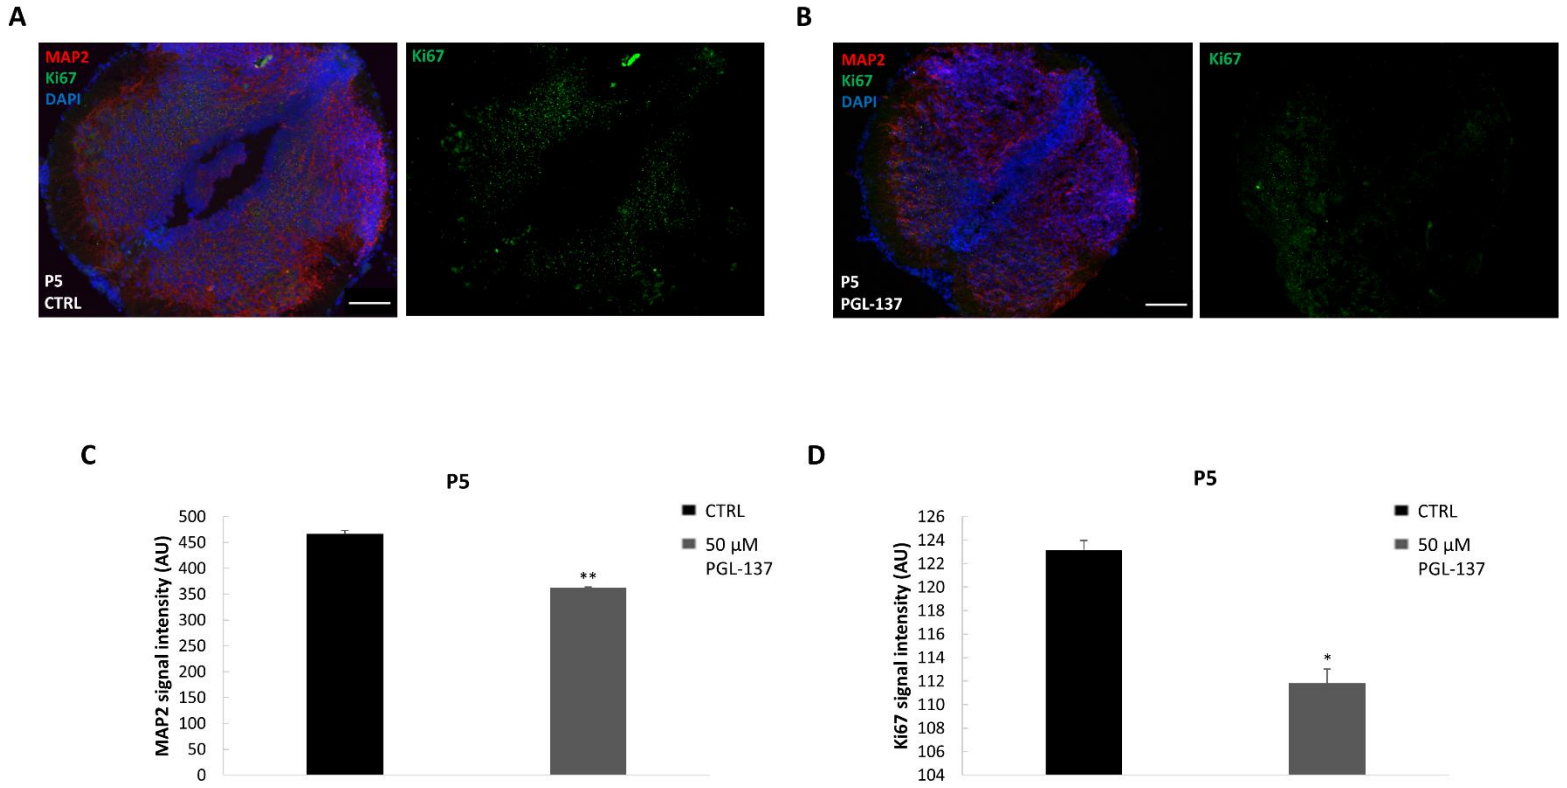 A
MAP2
Ki67
DAPI
P5
CTRL
Ki67
B
MAP2
Ki67
DAPI
P5
PGL-137
Ki67
C
P5
MAP2 signal intensity (AU)
500
450
400
350
300
250
200
150
100
50
0
**
CTRL
50 µM
PGL-137
D
P5
Ki67 signal intensity (AU)
126
124
122
120
118
116
114
112
110
108
106
104
*
CTRL
50 µM
PGL-137